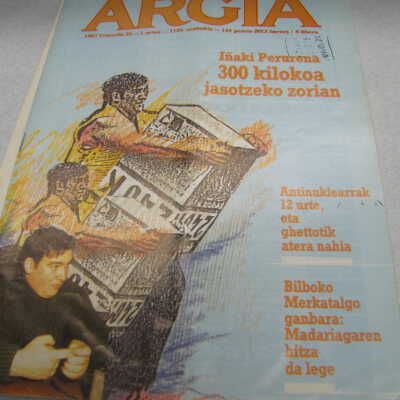 ARGIA
Iñaki Perurena
300 kilokoa
jasotzeko zorian
Antinuklearrak
12 urte,
eta
ghettotik
atera nahia
Bilboko
Merkatalgo
ganbara:
Madariagaren
hitza
da lege